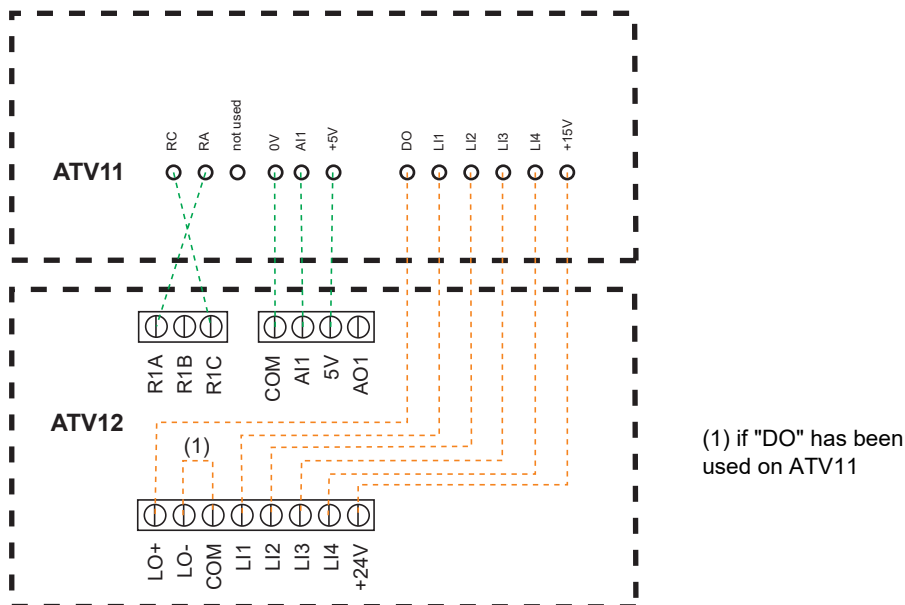 RC RA not used 0V AI1 +5V DO LI1 LI2 LI3 LI4 +15V
ATV11
R1A R1B R1C COM AI1 5V AO1
ATV12
(1)
(1) if "DO" has been
used on ATV11
LO+ LO- COM LI1 LI2 LI3 LI4 +24V